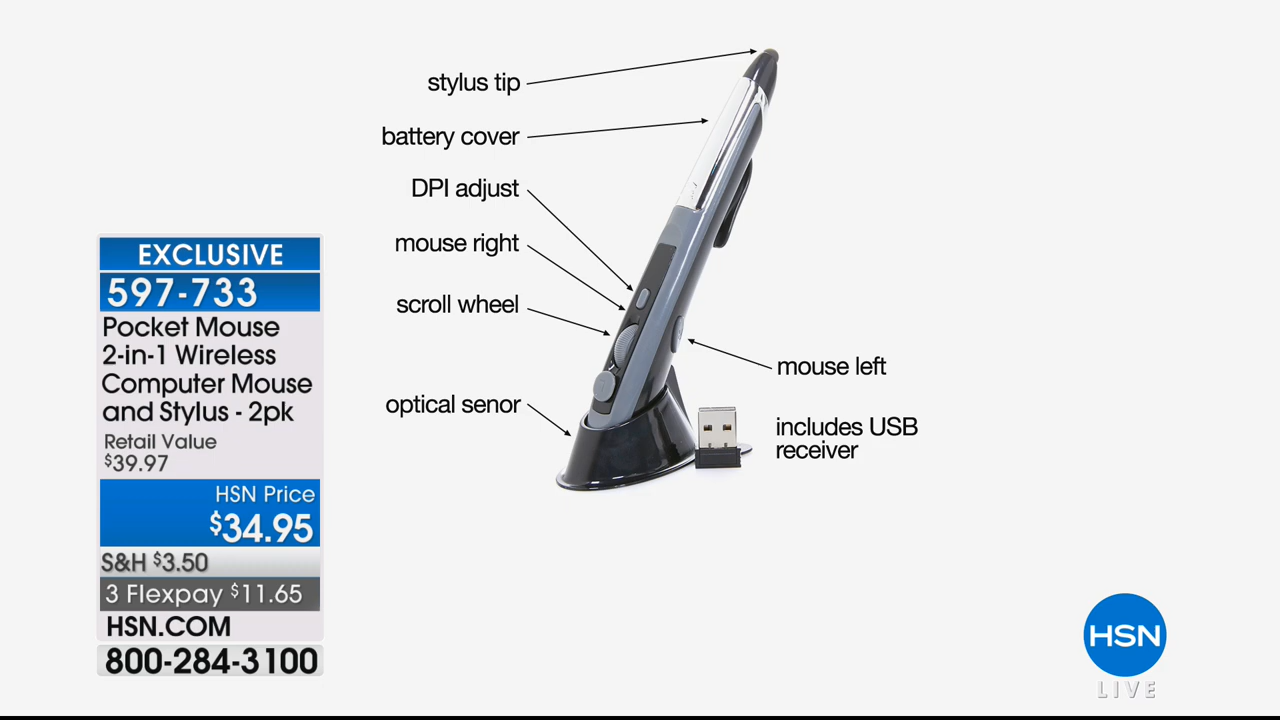 stylus tip
battery cover
DPI adjust
mouse right
scroll wheel
optical senor
mouse left
includes USB
receiver
EXCLUSIVE
597-733
Pocket Mouse
2-in-1 Wireless
Computer Mouse
and Stylus - 2pk
Retail Value
$39.97
HSN Price
$34.95
S&H $3.50
3 Flexpay $11.65
HSN.COM
800-284-3100
HSN
LIVE